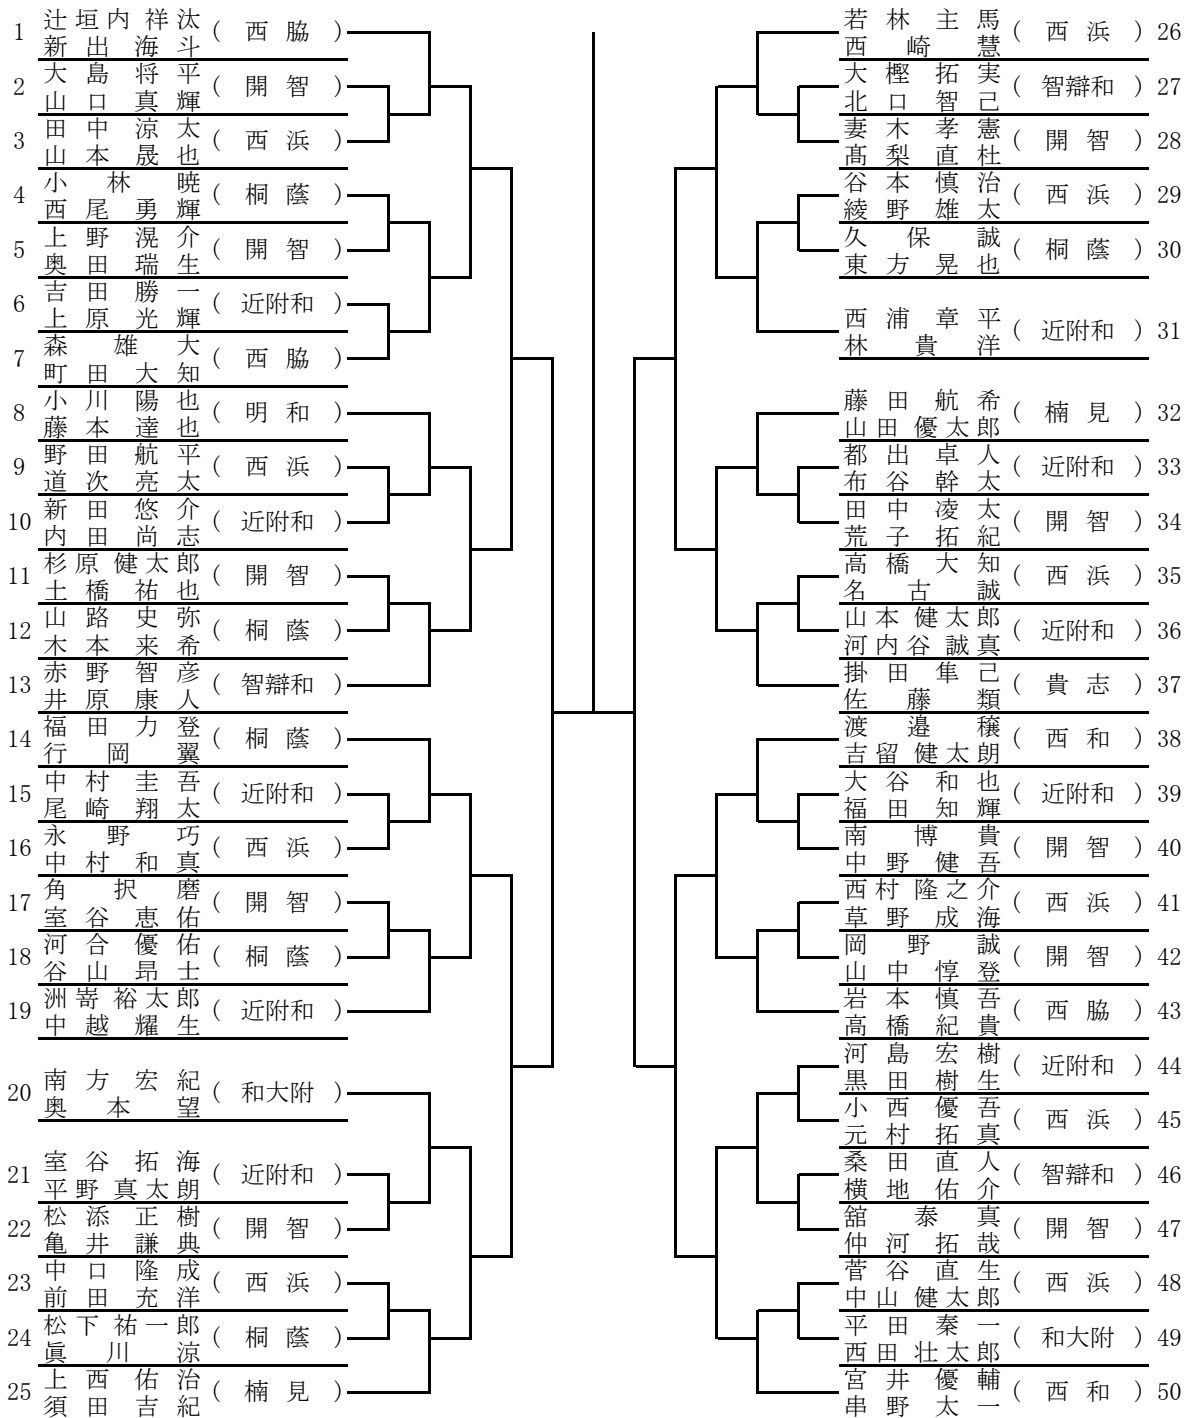 1 辻垣内祥汰 ( 西脇 )
新出海斗
2 大島将平 ( 開智 )
山口真輝
3 田中涼太 ( 西浜 )
山本晟也
4 小林暁 ( 桐蔭 )
西尾勇輝
5 上野滉介 ( 開智 )
奥田瑞生
6 吉田勝一 ( 近附和 )
上原光輝
7 森雄大 ( 西脇 )
町田大知
8 小川陽也 ( 明和 )
藤本達也
9 野田航平 ( 西浜 )
道次亮太
10 新田悠介 ( 近附和 )
内田尚志
11 杉原健太郎 ( 開智 )
土橋祐也
12 山路史弥 ( 桐蔭 )
木本来希
13 赤野智彦 ( 智辯和 )
井原康人
14 福田力登 ( 桐蔭 )
行岡翼
15 中村圭吾 ( 近附和 )
尾崎翔太
16 永野巧 ( 西浜 )
中村和真
17 角択磨 ( 開智 )
室谷恵佑
18 河合優佑 ( 桐蔭 )
谷山昂士
19 洲嵜裕太郎 ( 近附和 )
中越耀生
20 南方宏紀 ( 和大附 )
奥本望
21 室谷拓海 ( 近附和 )
平野真太朗
22 松添正樹 ( 開智 )
亀井謙典
23 中口隆成 ( 西浜 )
前田充洋
24 松下祐一郎 ( 桐蔭 )
眞川涼
25 上西佑治 ( 楠見 )
須田吉紀
若林主馬 ( 西浜 ) 26
西崎慧
大樫拓実 ( 智辯和 ) 27
北口智己
妻木孝憲 ( 開智 ) 28
髙梨直杜
谷本慎治 ( 西浜 ) 29
綾野雄太
久保誠 ( 桐蔭 ) 30
東方晃也
西浦章平 ( 近附和 ) 31
林貴洋
藤田航希 ( 楠見 ) 32
山田優太郎
都出卓人 ( 近附和 ) 33
布谷幹太
田中凌太 ( 開智 ) 34
荒子拓紀
高橋大知 ( 西浜 ) 35
名古誠
山本健太郎 ( 近附和 ) 36
河内谷誠真
掛田隼己 ( 貴志 ) 37
佐藤類
渡邉穣 ( 西和 ) 38
吉留健太朗
大谷和也 ( 近附和 ) 39
福田知輝
南博貴 ( 開智 ) 40
中野健吾
西村隆之介 ( 西浜 ) 41
草野成海
岡野誠 ( 開智 ) 42
山中惇登
岩本慎吾 ( 西脇 ) 43
高橋紀貴
河島宏樹 ( 近附和 ) 44
黒田樹生
小西優吾 ( 西浜 ) 45
元村拓真
桑田直人 ( 智辯和 ) 46
横地佑介
舘泰真 ( 開智 ) 47
仲河拓哉
菅谷直生 ( 西浜 ) 48
中山健太郎
平田秦一 ( 和大附 ) 49
西田壮太郎
宮井優輔 ( 西和 ) 50
串野太一